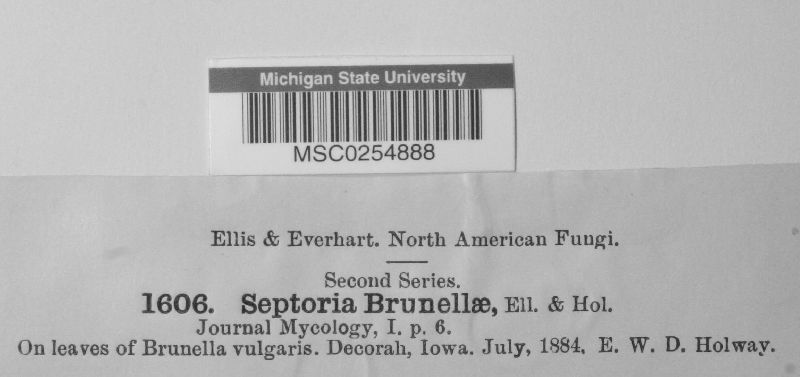 Michigan State University
MSC0254888
Ellis & Everhart. North American Fungi.
Second Series.
1606. Septoria Brunellæ, Ell. & Hol.
Journal Mycology, I. p. 6.
On leaves of Brunella vulgaris. Decorah, Iowa. July, 1884. E. W. D. Holway.